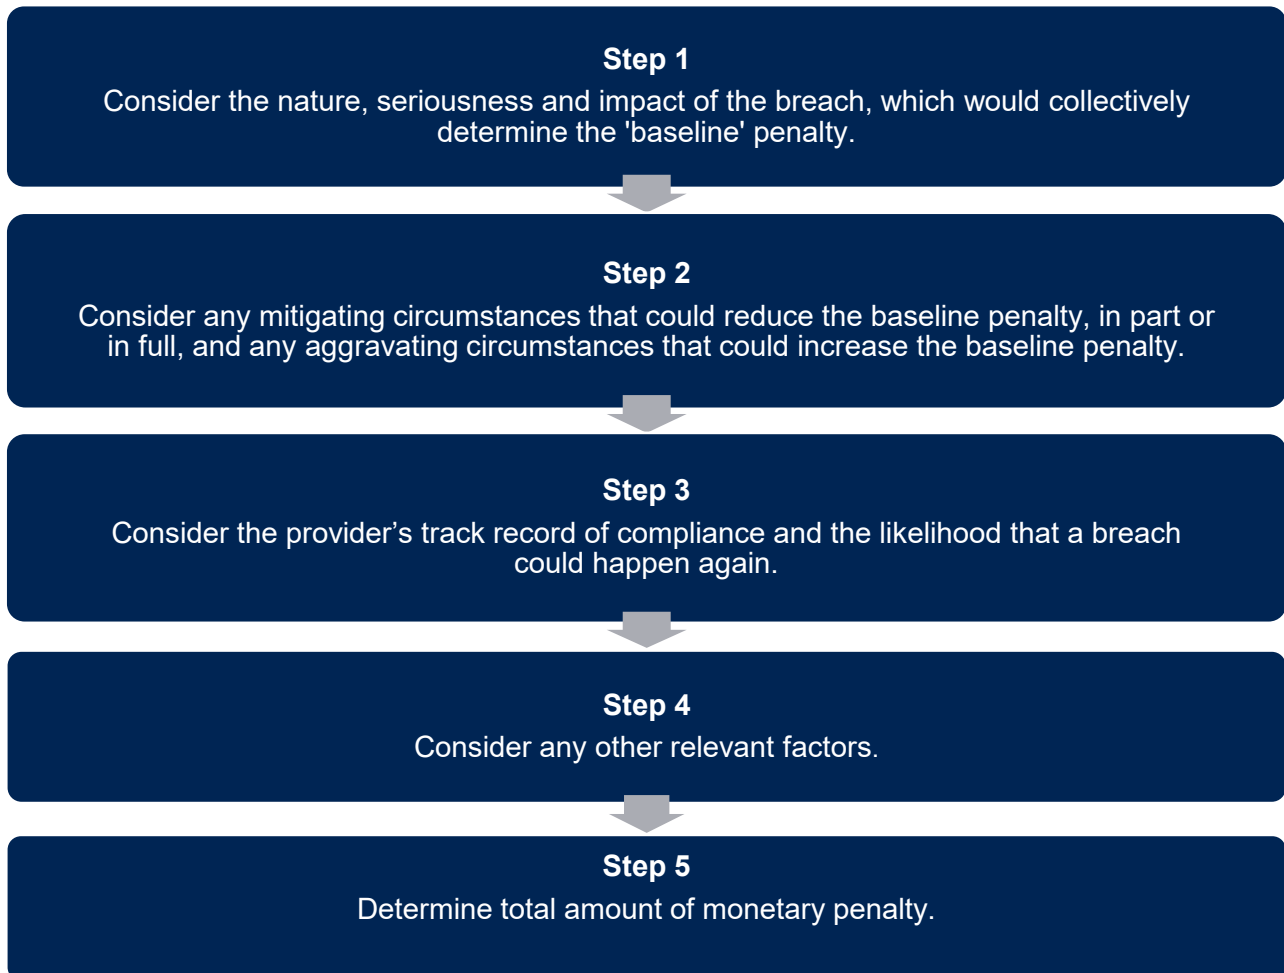 Step 1
Consider the nature, seriousness and impact of the breach, which would collectively
determine the 'baseline' penalty.
Step 2
Consider any mitigating circumstances that could reduce the baseline penalty, in part or
in full, and any aggravating circumstances that could increase the baseline penalty.
Step 3
Consider the provider’s track record of compliance and the likelihood that a breach
could happen again.
Step 4
Consider any other relevant factors.
Step 5
Determine total amount of monetary penalty.